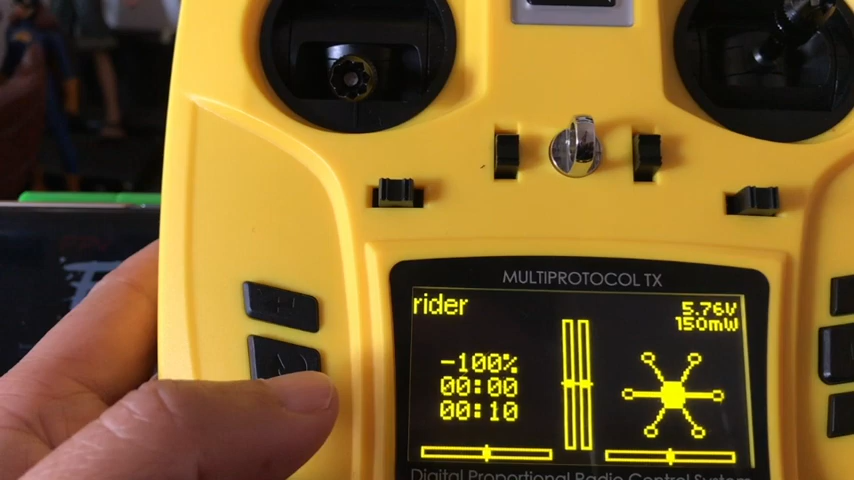 MULTIPROTOCOL TX
rider
5.76V
150mW
-100%
00:00
00:10
Digital Proportional Radio Control System